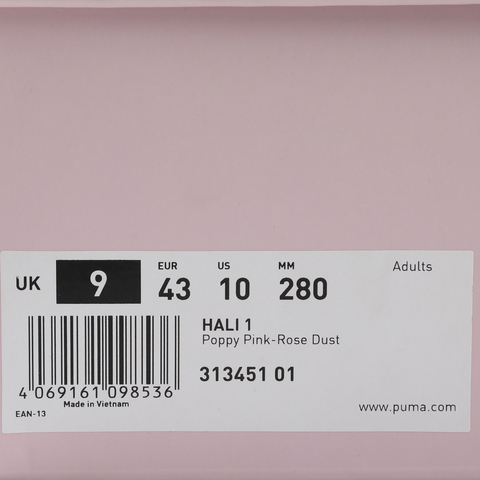 UK 9
EUR US MM
43 10 280
Adults
HALI 1
Poppy Pink-Rose Dust
313451 01
4 069161 098536
Made in Vietnam
EAN-13
www.puma.com